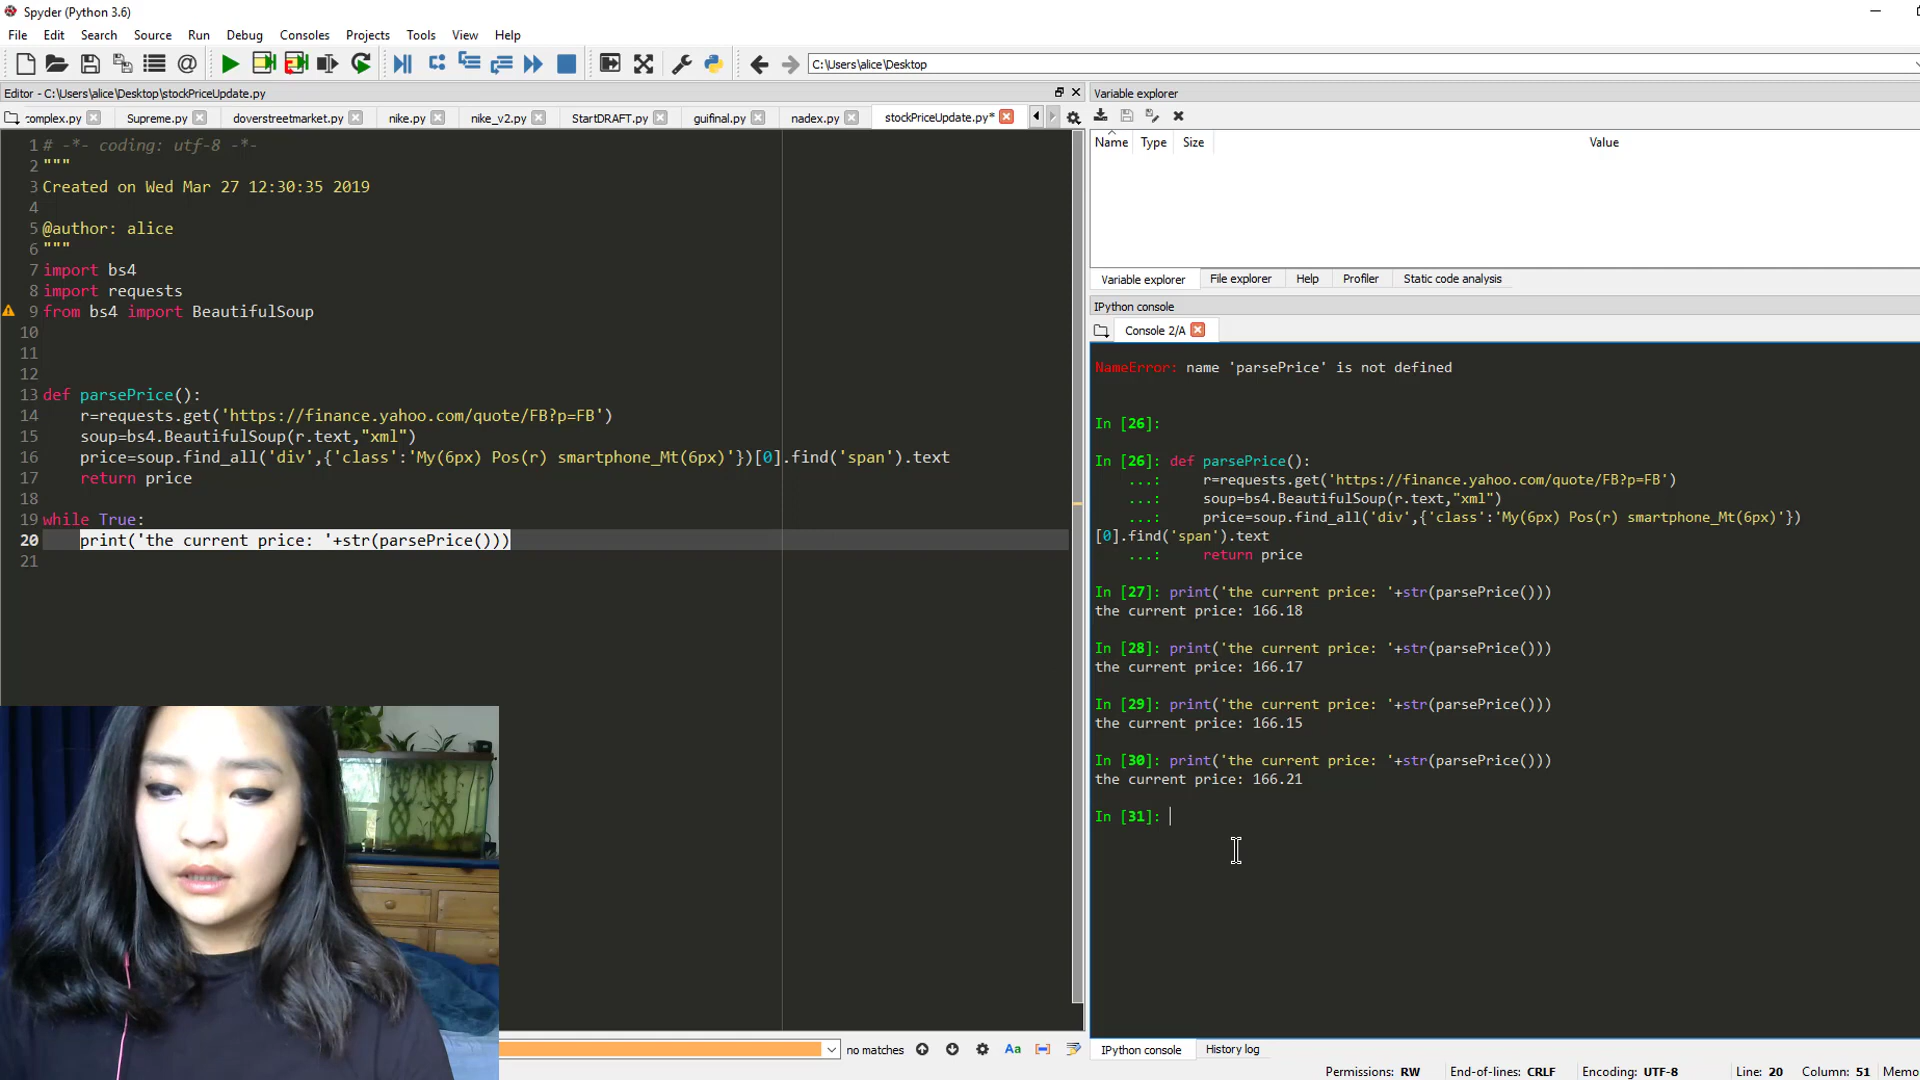 Spyder (Python 3.6)
File Edit Search Source Run Debug Consoles Projects Tools View Help
C:\Users\alice\Desktop
Editor - C:\Users\alice\Desktop\stockPriceUpdate.py
complex.py Supreme.py doverstreetmarket.py nike.py nike_v2.py StartDRAFT.py guifinal.py nadex.py stockPriceUpdate.py*
1 # -*- coding: utf-8 -*-
2 """
3 Created on Wed Mar 27 12:30:35 2019
4
5 @author: alice
6 """
7 import bs4
8 import requests
9 from bs4 import BeautifulSoup
10
11
12
13 def parsePrice():
14     r=requests.get('https://finance.yahoo.com/quote/FB?p=FB')
15     soup=bs4.BeautifulSoup(r.text,"xml")
16     price=soup.find_all('div',{'class':'My(6px) Pos(r) smartphone_Mt(6px)'})[0].find('span').text
17     return price
18
19 while True:
20     print('the current price: '+str(parsePrice()))
21
Variable explorer
Name Type Size Value
Variable explorer File explorer Help Profiler Static code analysis
IPython console
Console 2/A
NameError: name 'parsePrice' is not defined
In [26]:
In [26]: def parsePrice():
    ...:     r=requests.get('https://finance.yahoo.com/quote/FB?p=FB')
    ...:     soup=bs4.BeautifulSoup(r.text,"xml")
    ...:     price=soup.find_all('div',{'class':'My(6px) Pos(r) smartphone_Mt(6px)'})
[0].find('span').text
    ...:     return price
In [27]: print('the current price: '+str(parsePrice()))
the current price: 166.18
In [28]: print('the current price: '+str(parsePrice()))
the current price: 166.17
In [29]: print('the current price: '+str(parsePrice()))
the current price: 166.15
In [30]: print('the current price: '+str(parsePrice()))
the current price: 166.21
In [31]:
no matches Aa
IPython console History log
Permissions: RW End-of-lines: CRLF Encoding: UTF-8 Line: 20 Column: 51 Memo